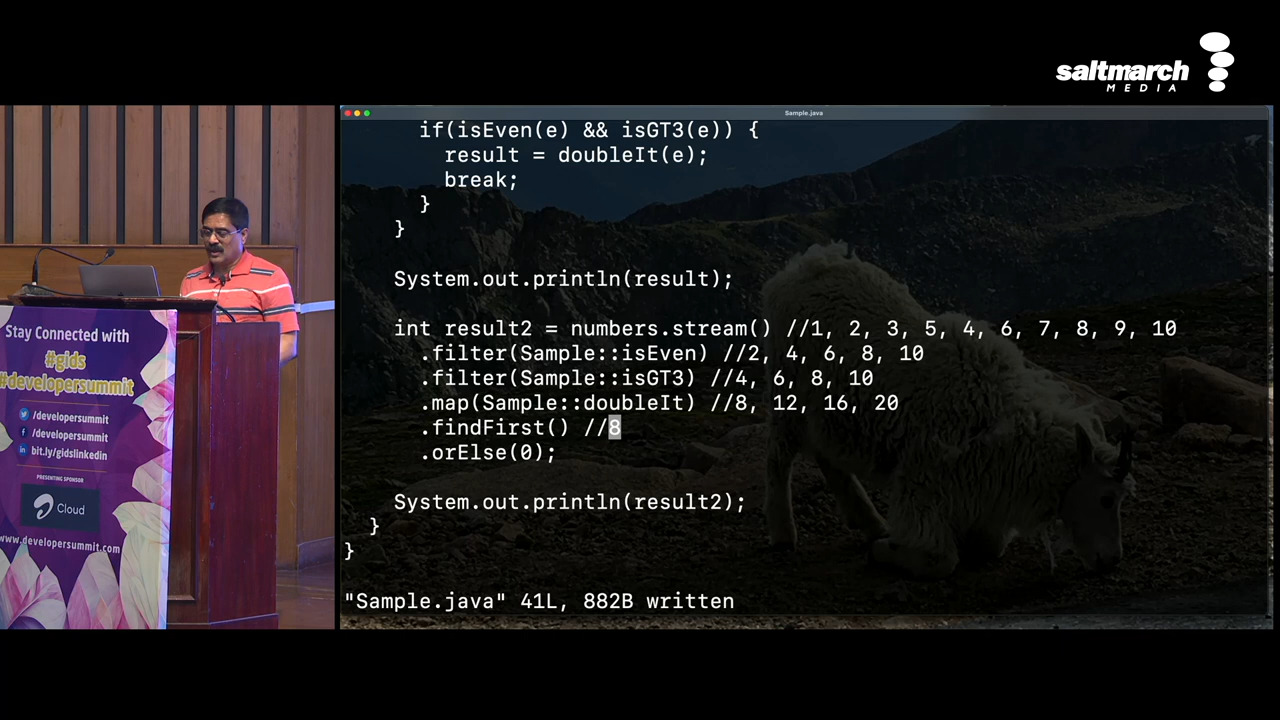 saltmarch
MEDIA
Sample.java
if(isEven(e) && isGT3(e)) {
result = doubleIt(e);
break;
}
}
System.out.println(result);
int result2 = numbers.stream() //1, 2, 3, 5, 4, 6, 7, 8, 9, 10
.filter(Sample::isEven) //2, 4, 6, 8, 10
.filter(Sample::isGT3) //4, 6, 8, 10
.map(Sample::doubleIt) //8, 12, 16, 20
.findFirst() //8
.orElse(0);
System.out.println(result2);
}
}
"Sample.java" 41L, 882B written
Stay Connected with
#gids
#developersummit
/developersummit
/developersummit
bit.ly/gidslinkedin
PRESENTING SPONSOR
Cloud
www.developersummit.com